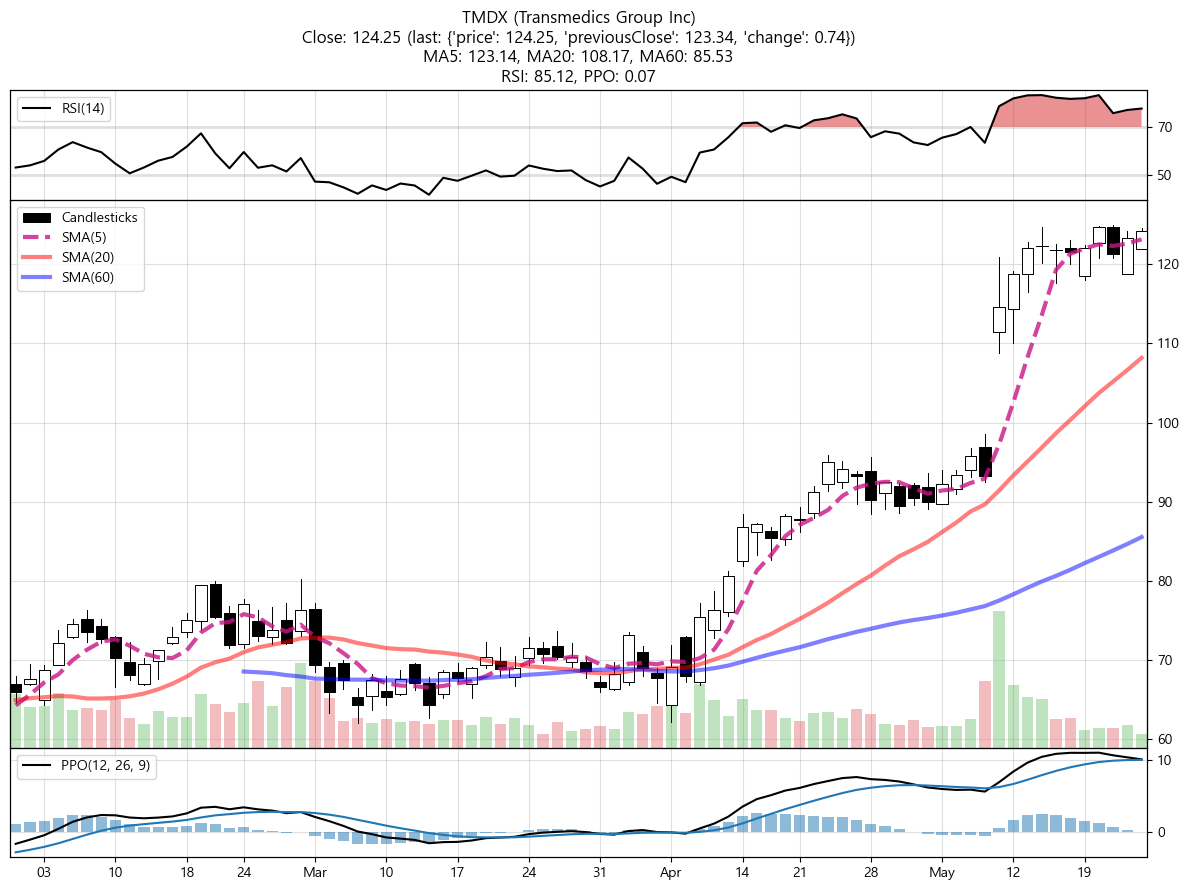 TMDX (Transmedics Group Inc)
Close: 124.25 (last: {'price': 124.25, 'previousClose': 123.34, 'change': 0.74})
MA5: 123.14, MA20: 108.17, MA60: 85.53
RSI: 85.12, PPO: 0.07
RSI(14)
70
50
Candlesticks
SMA(5)
SMA(20)
SMA(60)
120
110
100
90
80
70
60
PPO(12, 26, 9)
10
0
03 10 18 24 Mar 10 17 24 31 Apr 14 21 28 May 12 19